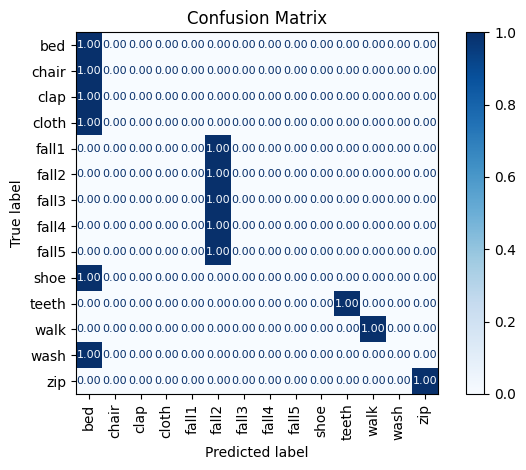 Confusion Matrix
bed 1.00 0.00 0.00 0.00 0.00 0.00 0.00 0.00 0.00 0.00 0.00 0.00 0.00 0.00
chair 1.00 0.00 0.00 0.00 0.00 0.00 0.00 0.00 0.00 0.00 0.00 0.00 0.00 0.00
clap 1.00 0.00 0.00 0.00 0.00 0.00 0.00 0.00 0.00 0.00 0.00 0.00 0.00 0.00
cloth 1.00 0.00 0.00 0.00 0.00 0.00 0.00 0.00 0.00 0.00 0.00 0.00 0.00 0.00
fall1 0.00 0.00 0.00 0.00 0.00 1.00 0.00 0.00 0.00 0.00 0.00 0.00 0.00 0.00
fall2 0.00 0.00 0.00 0.00 0.00 1.00 0.00 0.00 0.00 0.00 0.00 0.00 0.00 0.00
fall3 0.00 0.00 0.00 0.00 0.00 1.00 0.00 0.00 0.00 0.00 0.00 0.00 0.00 0.00
fall4 0.00 0.00 0.00 0.00 0.00 1.00 0.00 0.00 0.00 0.00 0.00 0.00 0.00 0.00
fall5 0.00 0.00 0.00 0.00 0.00 1.00 0.00 0.00 0.00 0.00 0.00 0.00 0.00 0.00
shoe 1.00 0.00 0.00 0.00 0.00 0.00 0.00 0.00 0.00 0.00 0.00 0.00 0.00 0.00
teeth 0.00 0.00 0.00 0.00 0.00 0.00 0.00 0.00 0.00 0.00 1.00 0.00 0.00 0.00
walk 0.00 0.00 0.00 0.00 0.00 0.00 0.00 0.00 0.00 0.00 0.00 1.00 0.00 0.00
wash 1.00 0.00 0.00 0.00 0.00 0.00 0.00 0.00 0.00 0.00 0.00 0.00 0.00 0.00
zip 0.00 0.00 0.00 0.00 0.00 0.00 0.00 0.00 0.00 0.00 0.00 0.00 0.00 1.00
bed chair clap cloth fall1 fall2 fall3 fall4 fall5 shoe teeth walk wash zip
Predicted label
True label
1.0
0.8
0.6
0.4
0.2
0.0